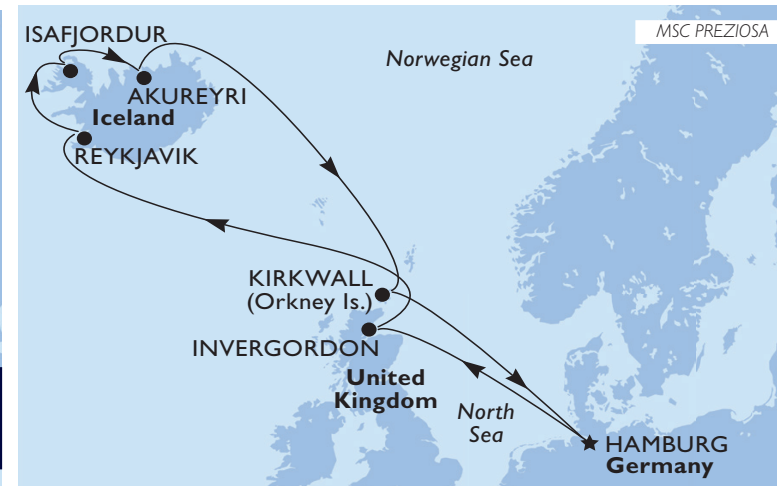 MSC PREZIOSA
ISAFJORDUR
Norwegian Sea
AKUREYRI
Iceland
REYKJAVIK
KIRKWALL
(Orkney Is.)
INVERGORDON
United
Kingdom
North
Sea
HAMBURG
Germany